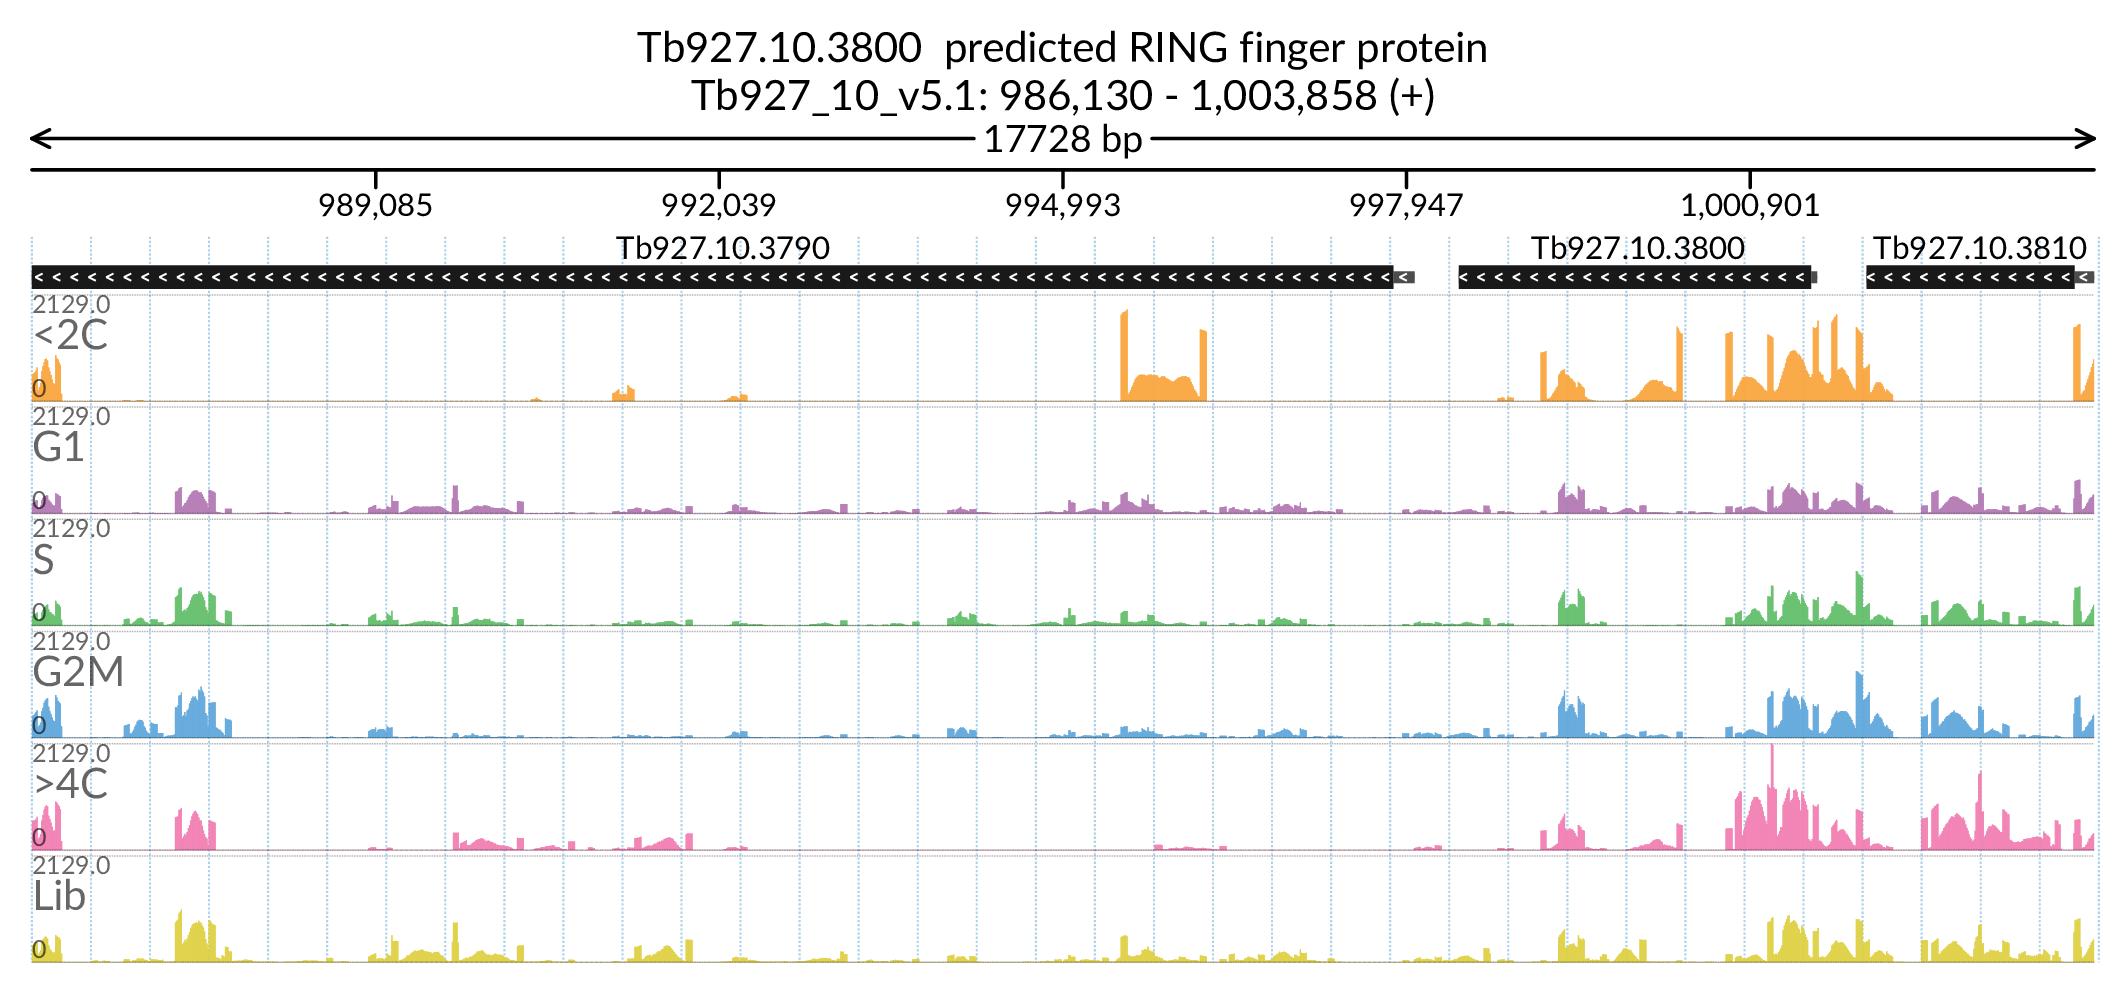 Tb927.10.3800 predicted RING finger protein
Tb927_10_v5.1: 986,130 - 1,003,858 (+)
17728 bp
989,085 992,039 994,993 997,947 1,000,901
Tb927.10.3790 Tb927.10.3800 Tb927.10.3810
2129.0
<2C
0
2129.0
G1
0
2129.0
S
0
2129.0
G2M
0
2129.0
>4C
0
2129.0
Lib
0